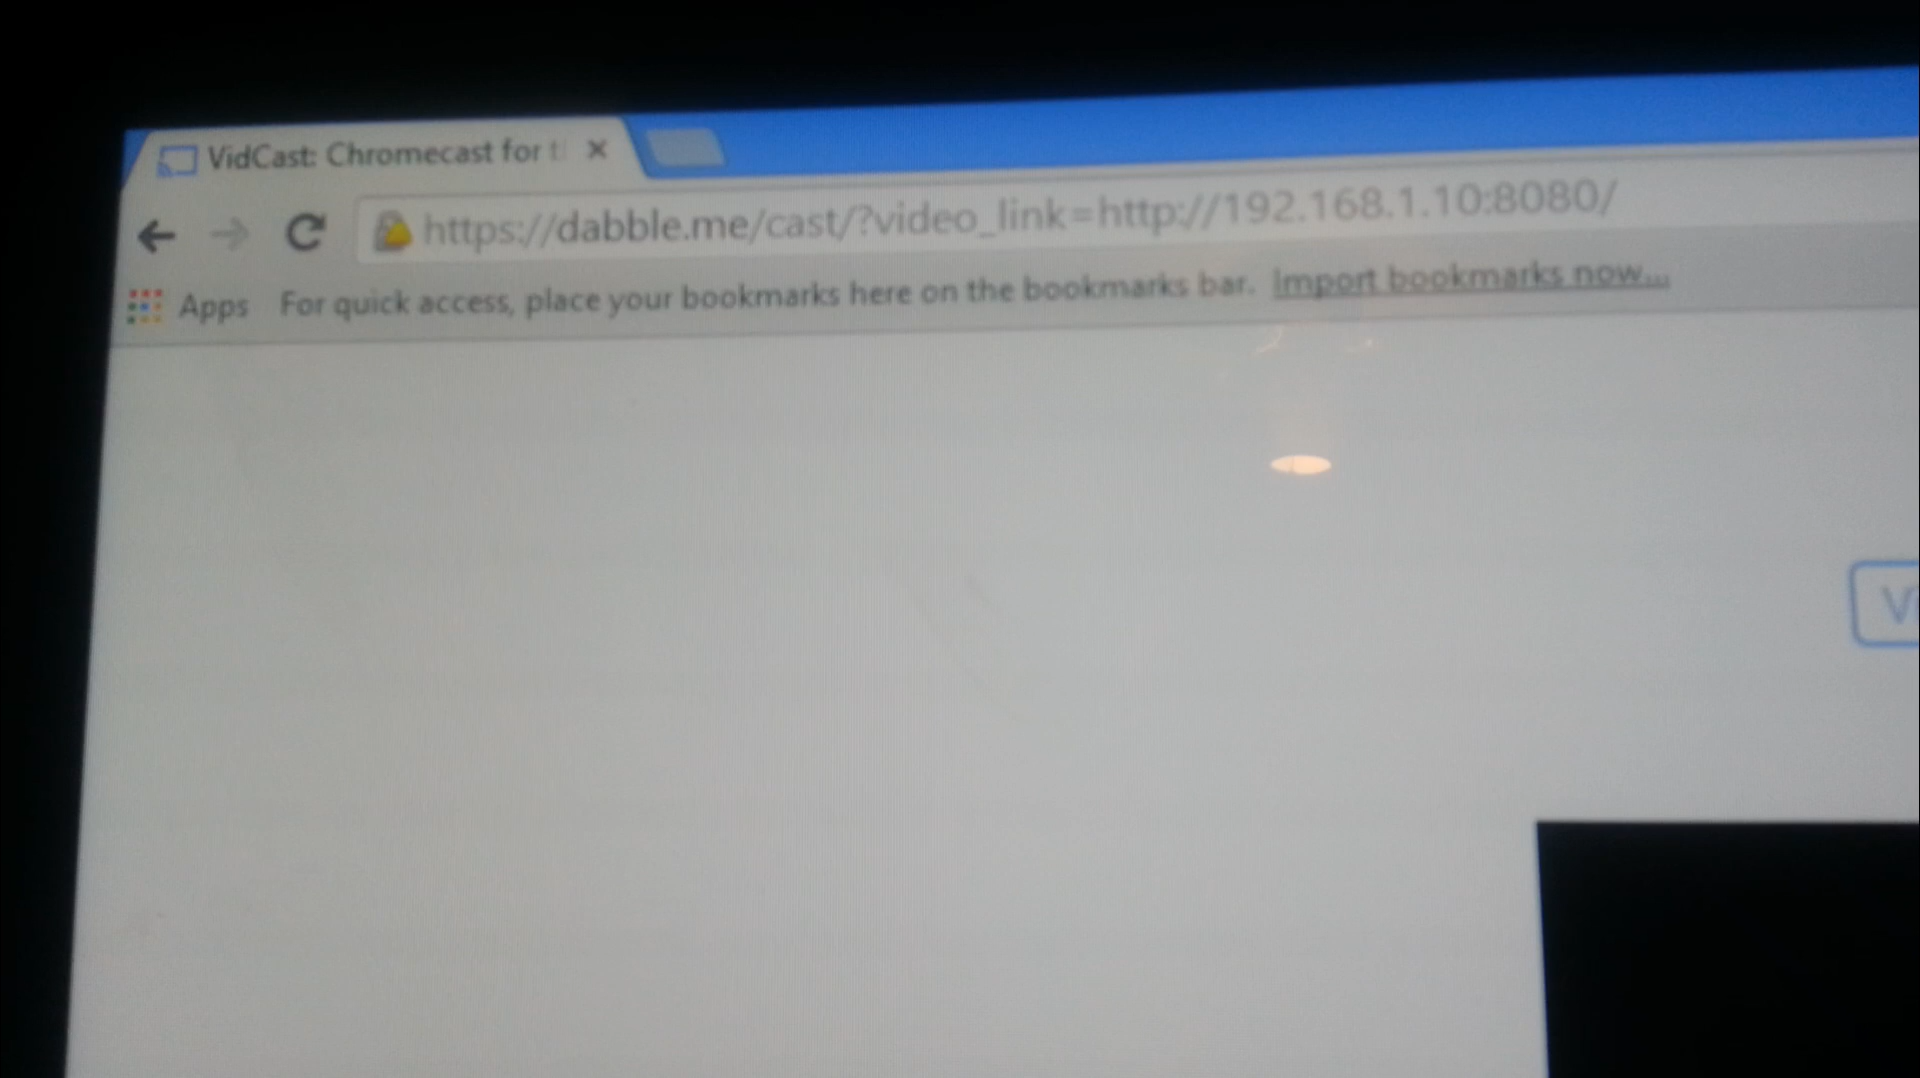 VidCast: Chromecast for t
https://dabble.me/cast/?video_link=http://192.168.1.10:8080/
Apps For quick access, place your bookmarks here on the bookmarks bar. Import bookmarks now...